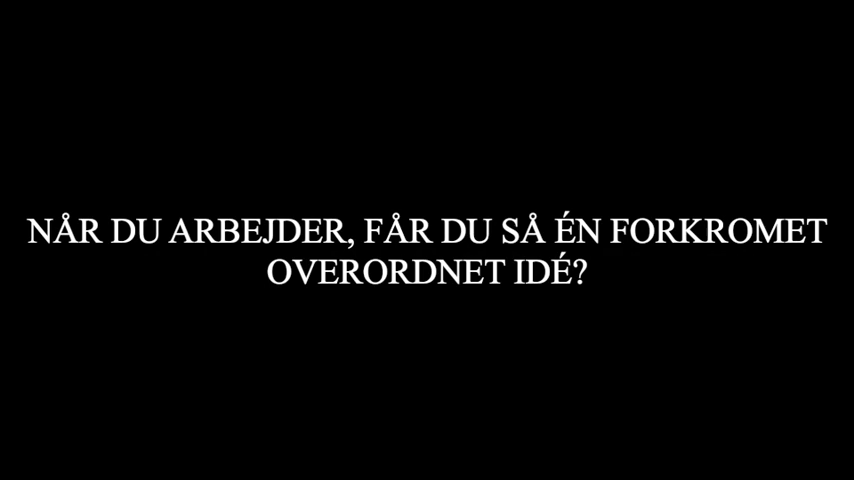 NÅR DU ARBEJDER, FÅR DU SÅ ÉN FORKROMET
OVERORDNET IDÉ?